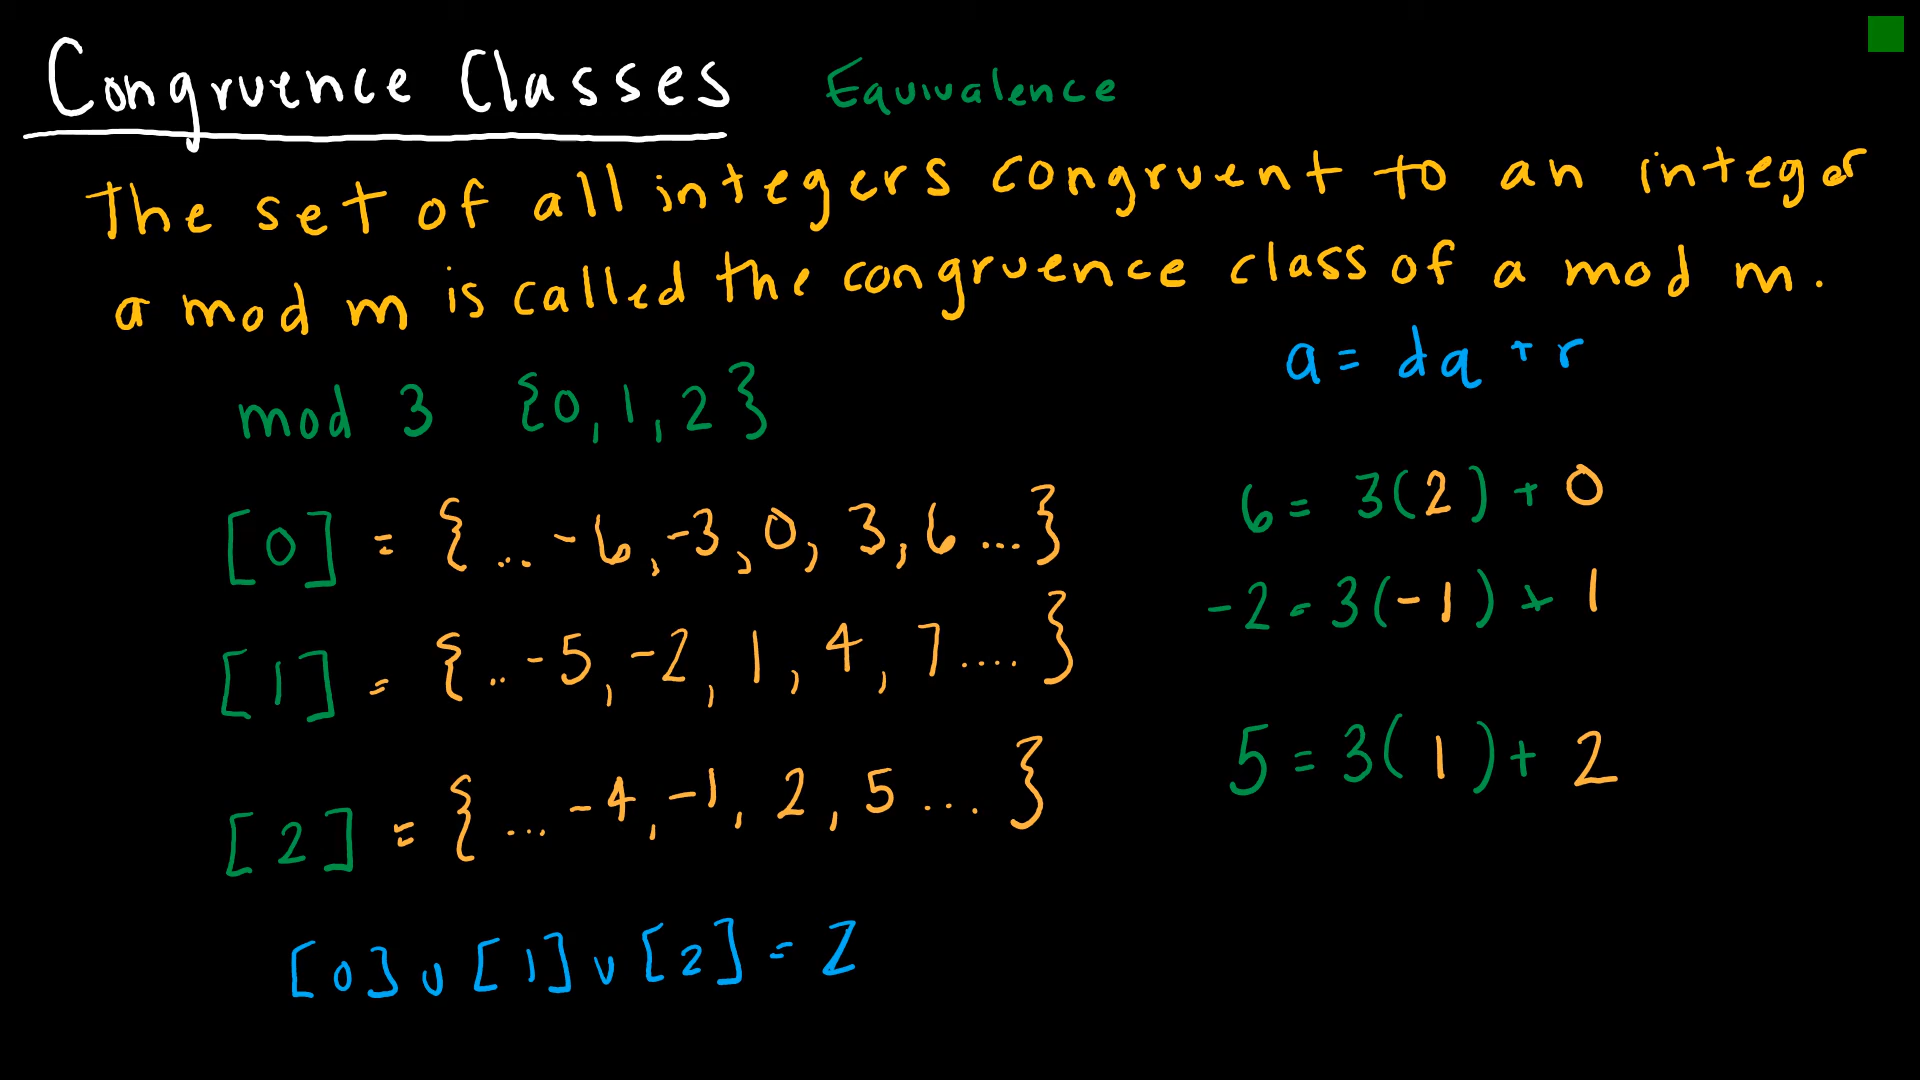 Congruence Classes Equivalence
The set of all integers congruent to an integer
a mod m is called the congruence class of a mod m.
a = dq + r
mod 3 {0, 1, 2}
[0] = {... -6, -3, 0, 3, 6 ...}
6 = 3(2) + 0
-2 = 3(-1) + 1
[1] = {.. -5, -2, 1, 4, 7 ....}
5 = 3(1) + 2
[2] = {... -4, -1, 2, 5 ... }
[0] ∪ [1] ∪ [2] = Z